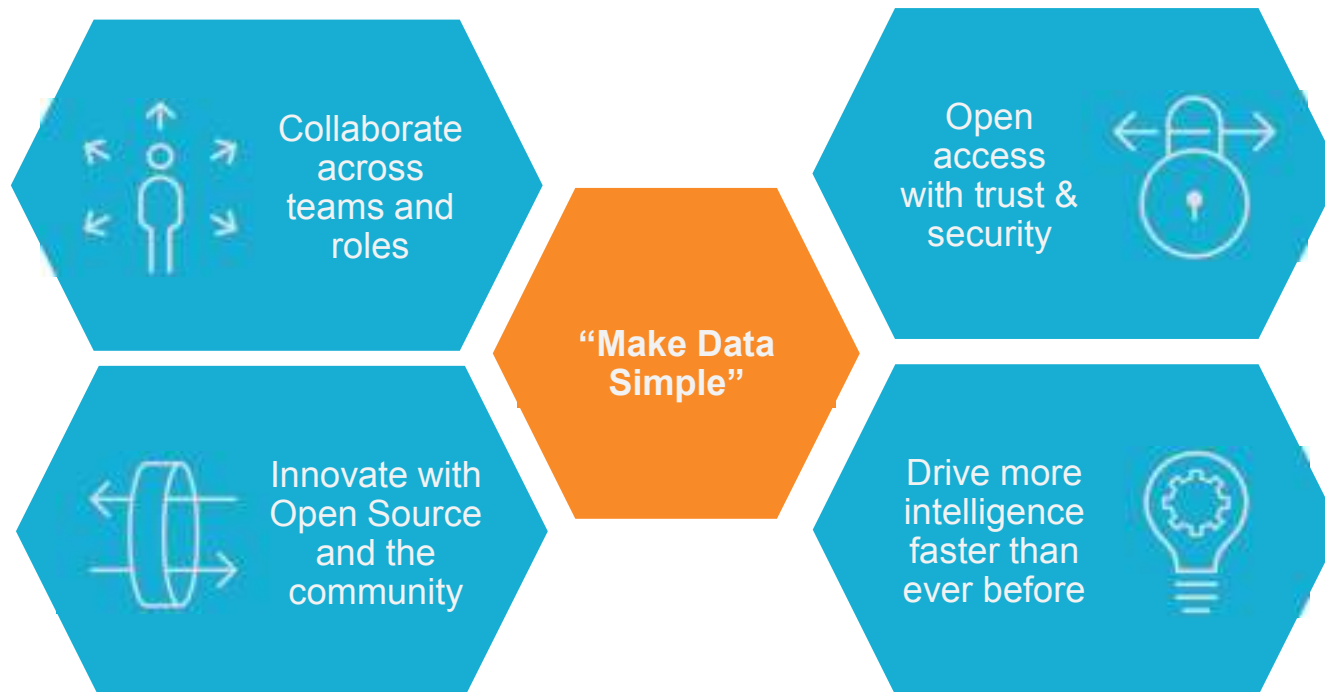 Collaborate
across
teams and
roles
Open
access
with trust &
security
“Make Data
Simple”
Innovate with
Open Source
and the
community
Drive more
intelligence
faster than
ever before